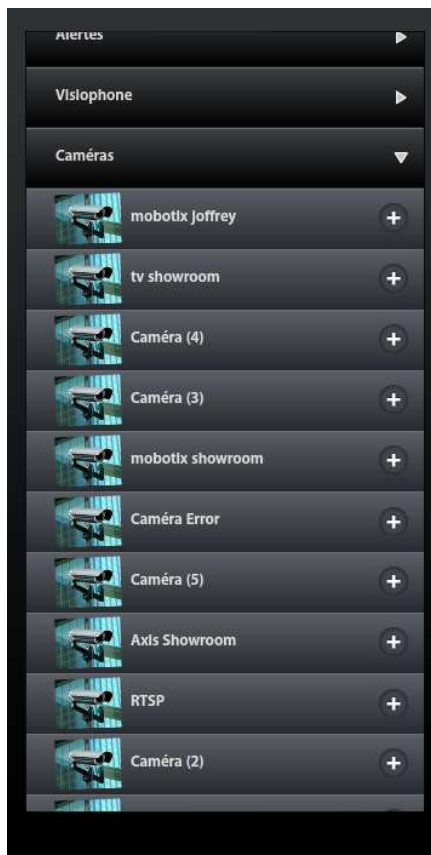 Alertes
Visiophone
Caméras
mobotix joffrey
tv showroom
Caméra (4)
Caméra (3)
mobotix showroom
Caméra Error
Caméra (5)
Axis Showroom
RTSP
Caméra (2)